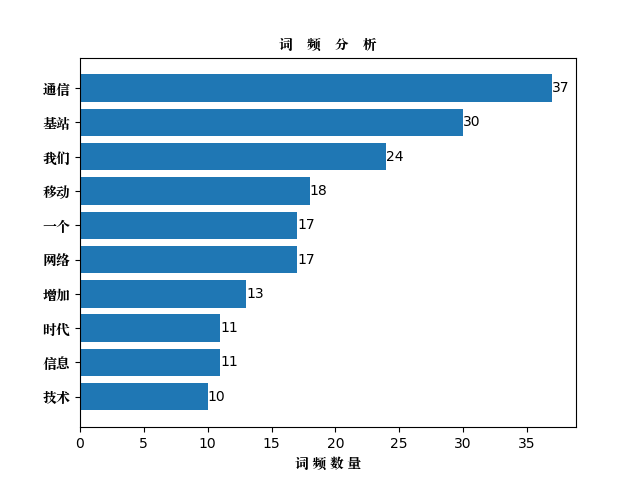 词 频 分 析
通信 37
基站 30
我们 24
移动 18
一个 17
网络 17
增加 13
时代 11
信息 11
技术 10
0 5 10 15 20 25 30 35
词 频 数 量